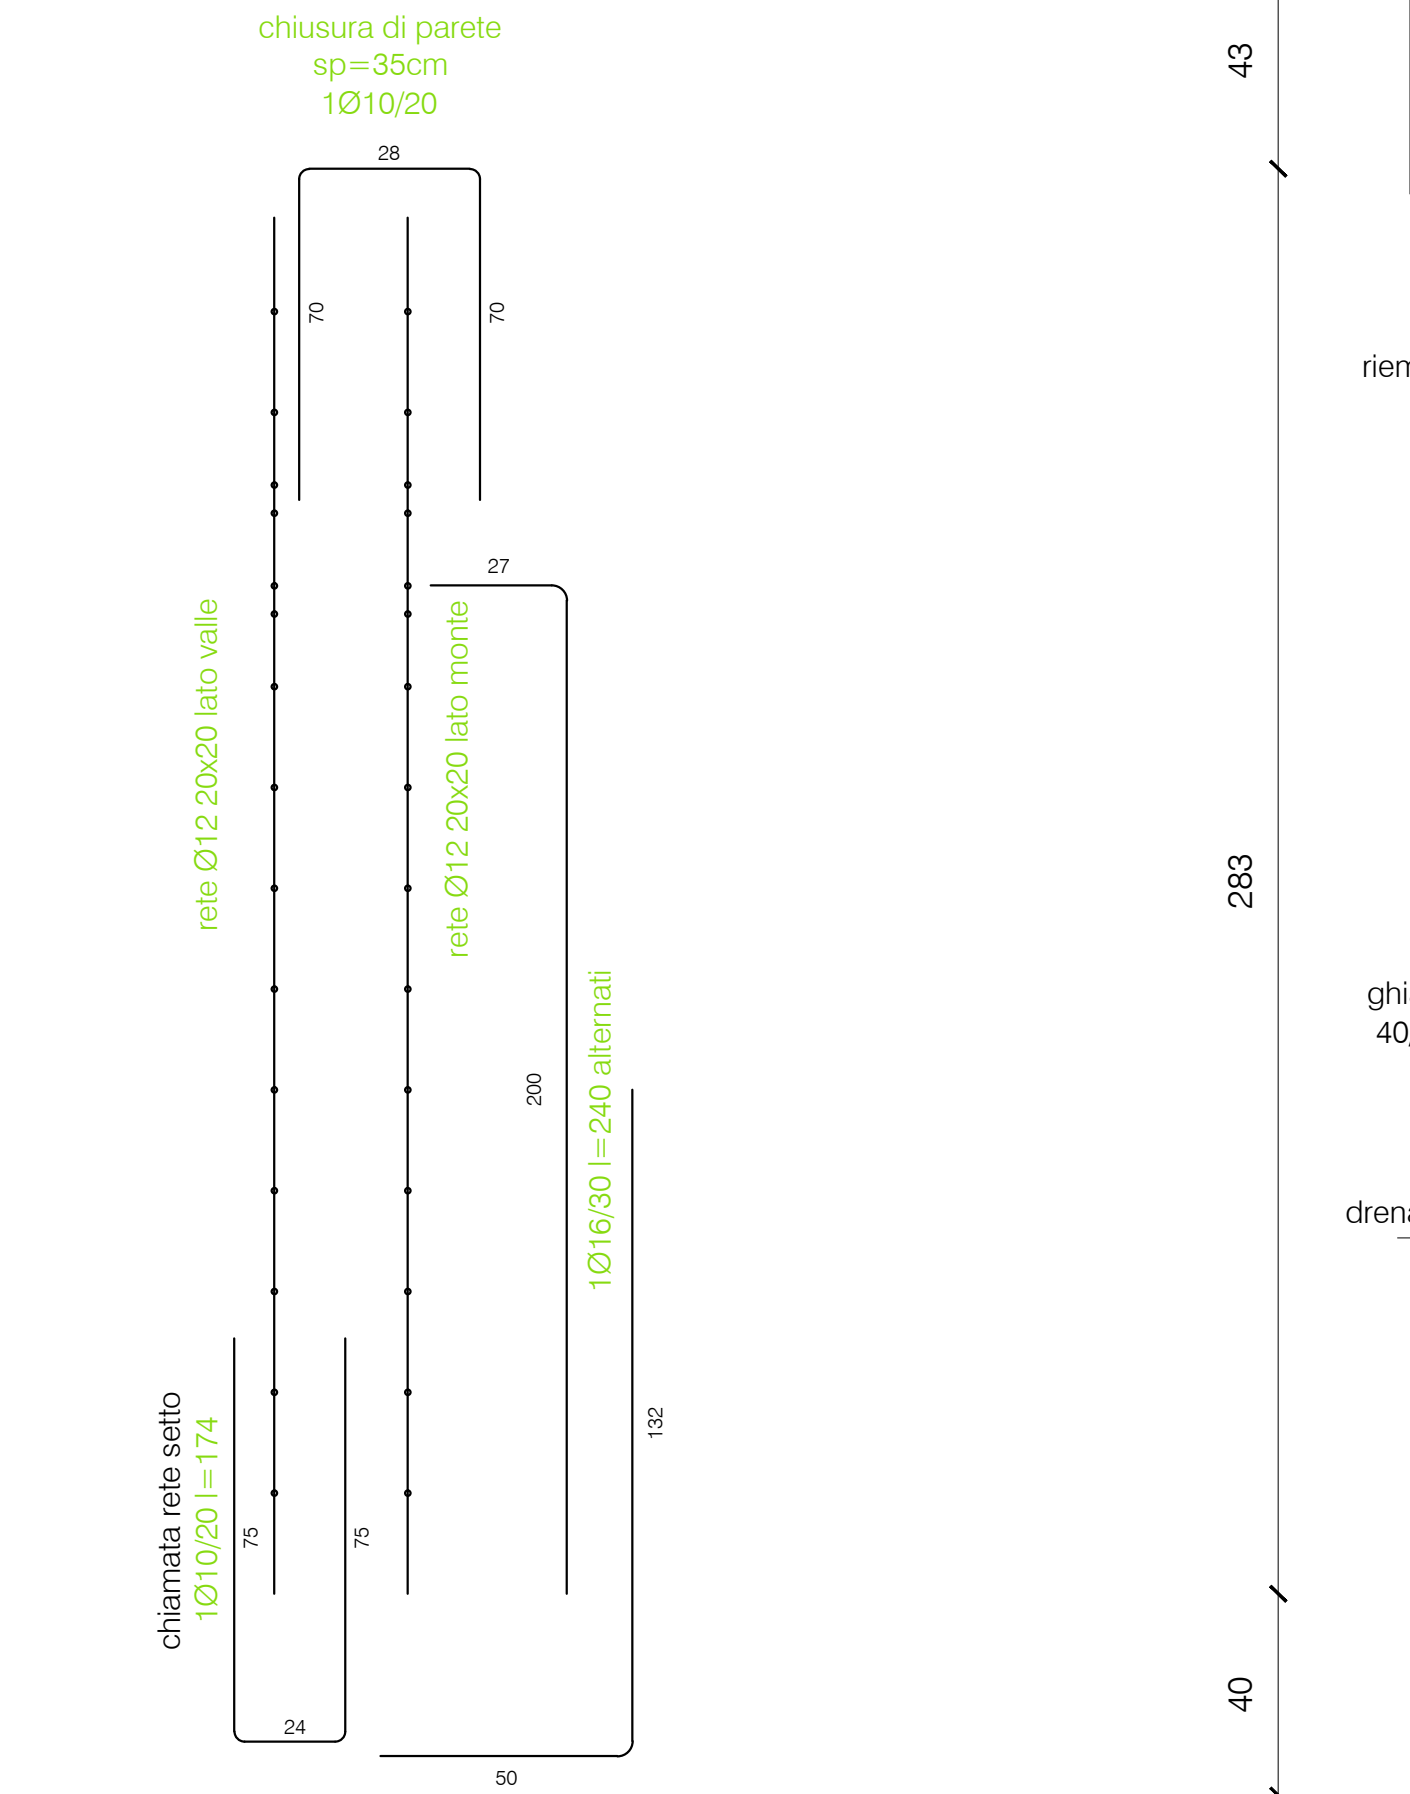 chiusura di parete
sp=35cm
1Ø10/20
28
70
70
27
rete Ø12 20x20 lato valle
rete Ø12 20x20 lato monte
200
1Ø16/30 l=240 alternati
132
chiamata rete setto
1Ø10/20 l=174
75
75
24
50
43
283
40
riem
ghi
40/
drena